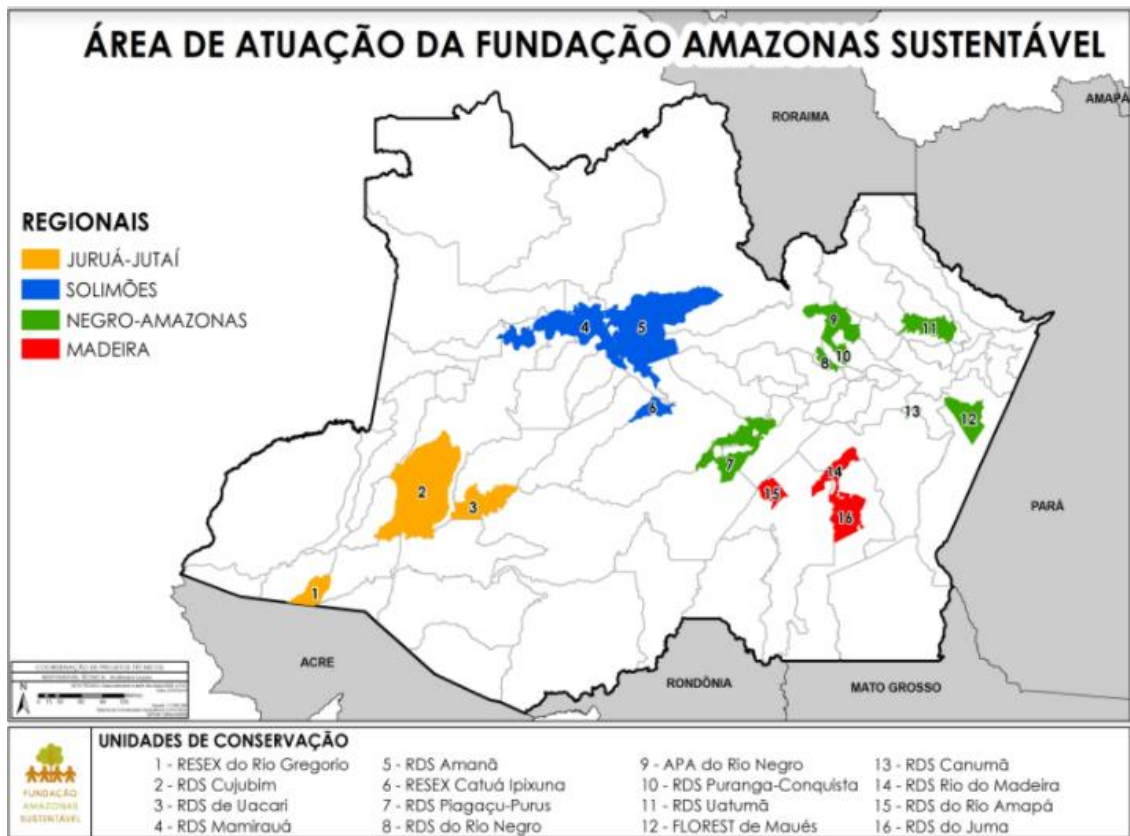 ÁREA DE ATUAÇÃO DA FUNDAÇÃO AMAZONAS SUSTENTÁVEL
RORAIMA
AMAPÁ
REGIONAIS
JURUÁ-JUTAÍ
SOLIMÕES
NEGRO-AMAZONAS
MADEIRA
4
5
9
11
10
8
6
13
12
7
14
15
2
3
16
PARÁ
1
ACRE
RONDÔNIA
MATO GROSSO
COORDENAÇÃO DE PROJETOS TÉCNICOS
N
UNIDADES DE CONSERVAÇÃO
1 - RESEX do Rio Gregorio
2 - RDS Cujubim
3 - RDS de Uacari
4 - RDS Mamirauá
5 - RDS Amanã
6 - RESEX Catuá Ipixuna
7 - RDS Piagaçu-Purus
8 - RDS do Rio Negro
9 - APA do Rio Negro
10 - RDS Puranga-Conquista
11 - RDS Uatumã
12 - FLOREST de Maués
13 - RDS Canumã
14 - RDS Rio do Madeira
15 - RDS do Rio Amapá
16 - RDS do Juma
FUNDAÇÃO
AMAZONAS
SUSTENTÁVEL